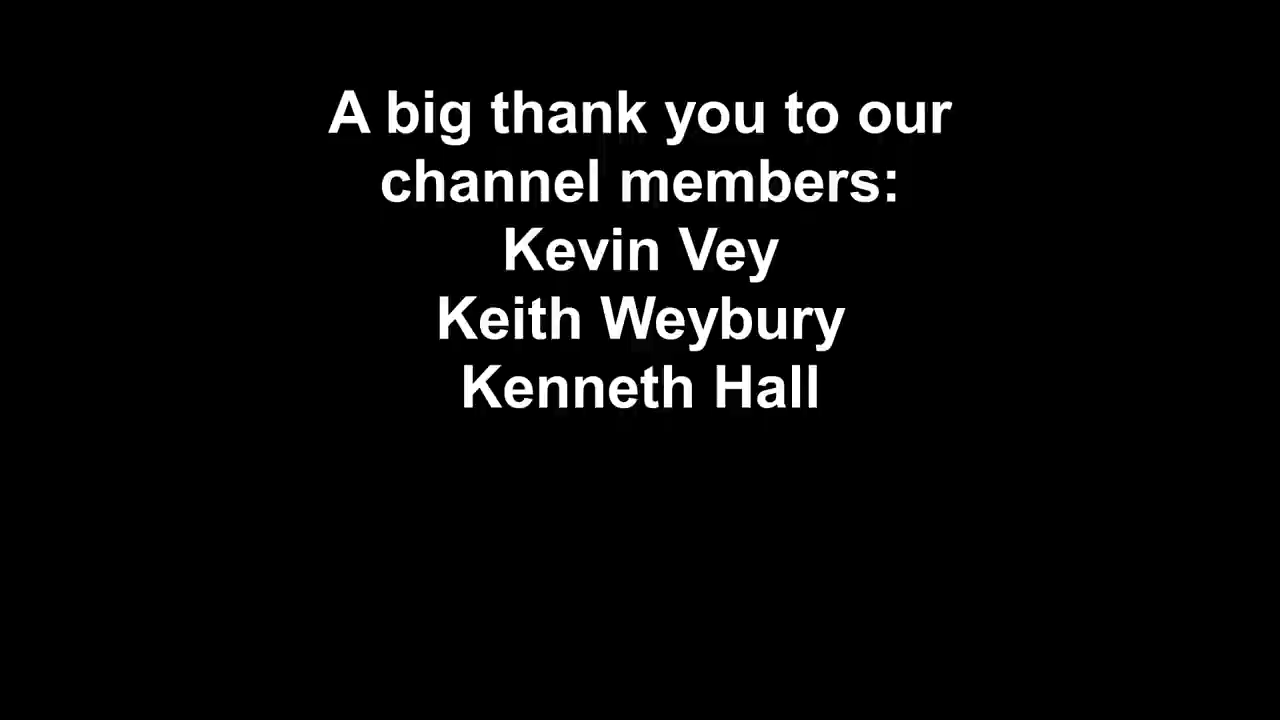 A big thank you to our
channel members:
Kevin Vey
Keith Weybury
Kenneth Hall